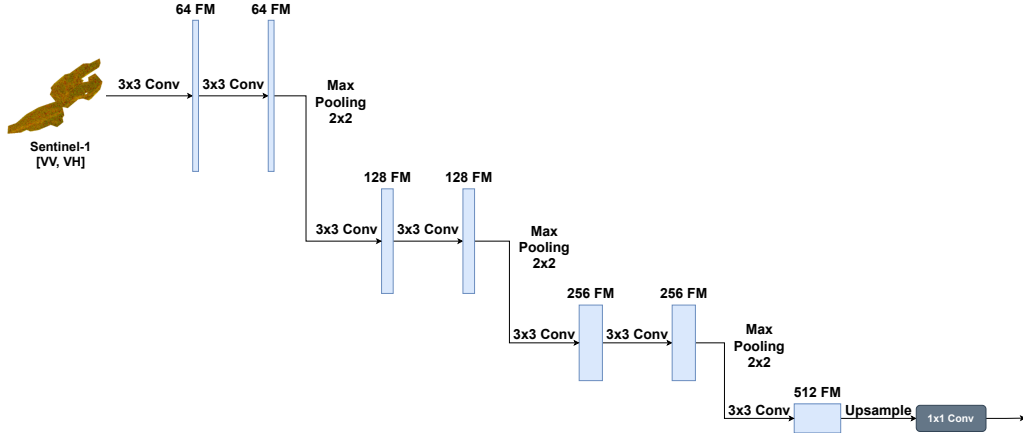 64 FM
64 FM
3x3 Conv
3x3 Conv
Max
Pooling
2x2
Sentinel-1
[VV, VH]
128 FM
128 FM
3x3 Conv
3x3 Conv
Max
Pooling
2x2
256 FM
256 FM
3x3 Conv
3x3 Conv
Max
Pooling
2x2
512 FM
3x3 Conv
Upsample
1x1 Conv